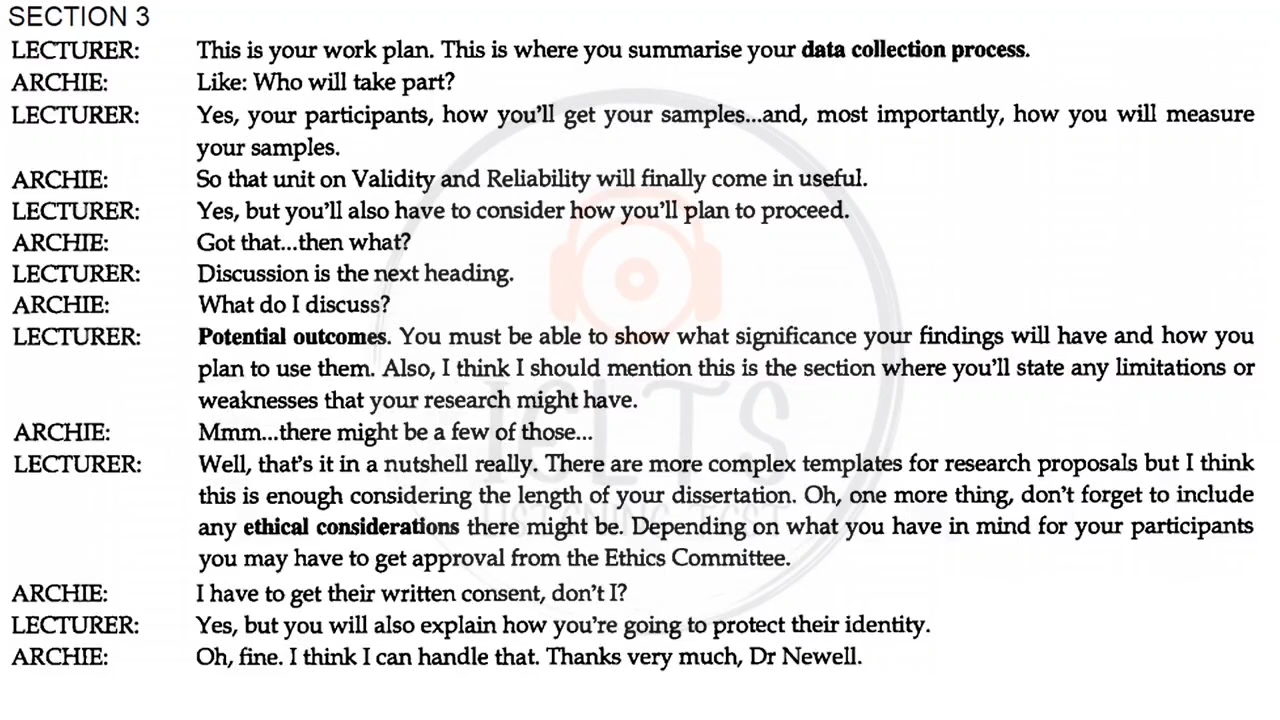 SECTION 3
LECTURER: This is your work plan. This is where you summarise your data collection process.
ARCHIE: Like: Who will take part?
LECTURER: Yes, your participants, how you'll get your samples...and, most importantly, how you will measure
your samples.
ARCHIE: So that unit on Validity and Reliability will finally come in useful.
LECTURER: Yes, but you'll also have to consider how you'll plan to proceed.
ARCHIE: Got that...then what?
LECTURER: Discussion is the next heading.
ARCHIE: What do I discuss?
LECTURER: Potential outcomes. You must be able to show what significance your findings will have and how you
plan to use them. Also, I think I should mention this is the section where you'll state any limitations or
weaknesses that your research might have.
ARCHIE: Mmm...there might be a few of those...
LECTURER: Well, that's it in a nutshell really. There are more complex templates for research proposals but I think
this is enough considering the length of your dissertation. Oh, one more thing, don't forget to include
any ethical considerations there might be. Depending on what you have in mind for your participants
you may have to get approval from the Ethics Committee.
ARCHIE: I have to get their written consent, don't I?
LECTURER: Yes, but you will also explain how you're going to protect their identity.
ARCHIE: Oh, fine. I think I can handle that. Thanks very much, Dr Newell.
IELTS
LISTENING TEST